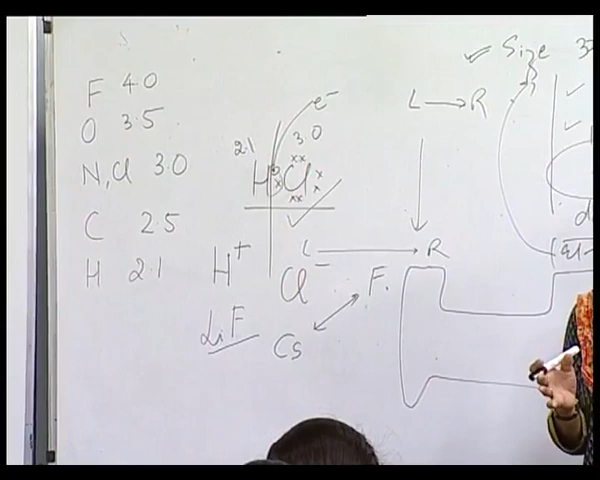 F 4.0
O 3.5
N, Cl 3.0
C 2.5
H 2.1
e⁻
2.1 3.0
H Cl
H⁺ Cl⁻
LiF
Cs F.
Size
L → R
L → R